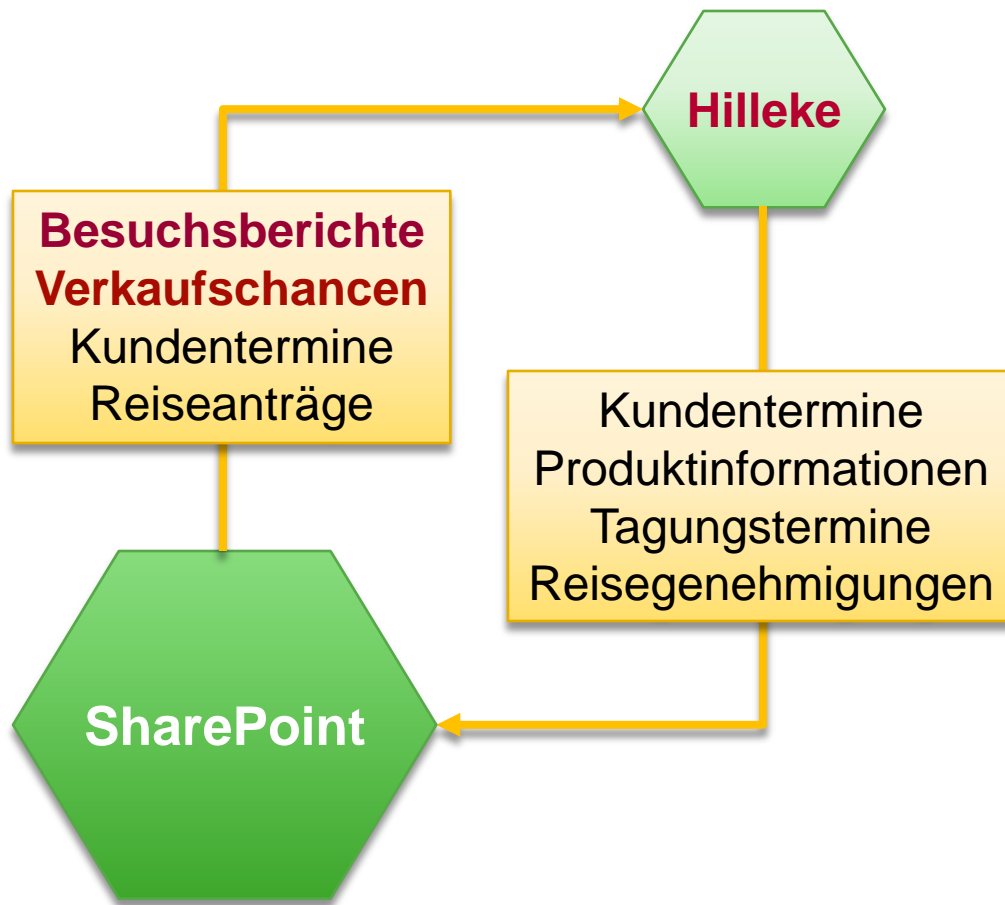 Hilleke
Besuchsberichte
Verkaufschancen
Kundentermine
Reiseanträge
Kundentermine
Produktinformationen
Tagungstermine
Reisegenehmigungen
SharePoint